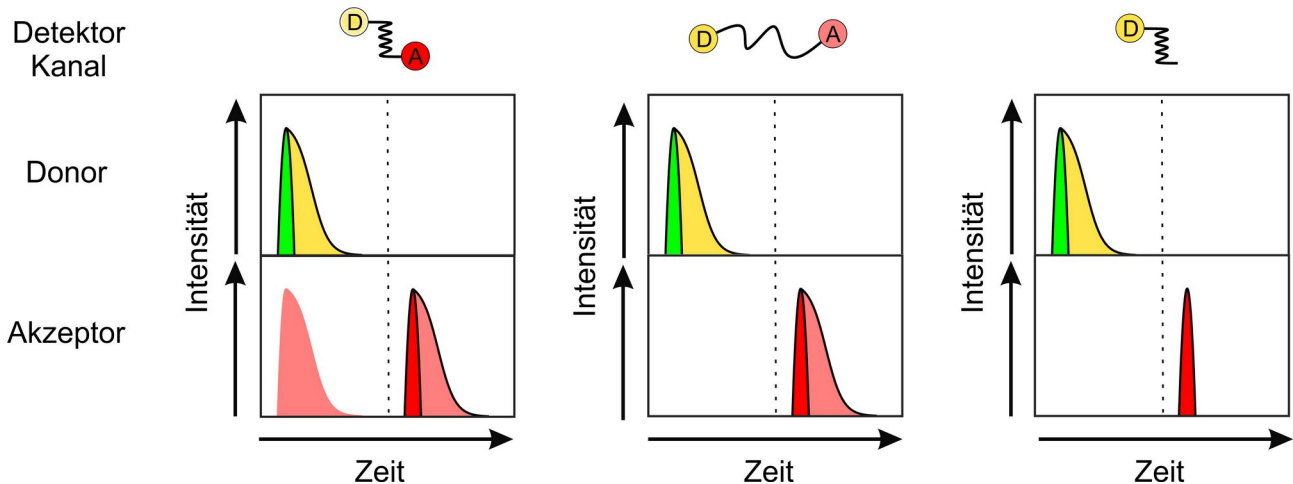 Detektor
Kanal
D
A
D
A
D
Donor
Akzeptor
Intensität
Intensität
Intensität
Zeit
Zeit
Zeit